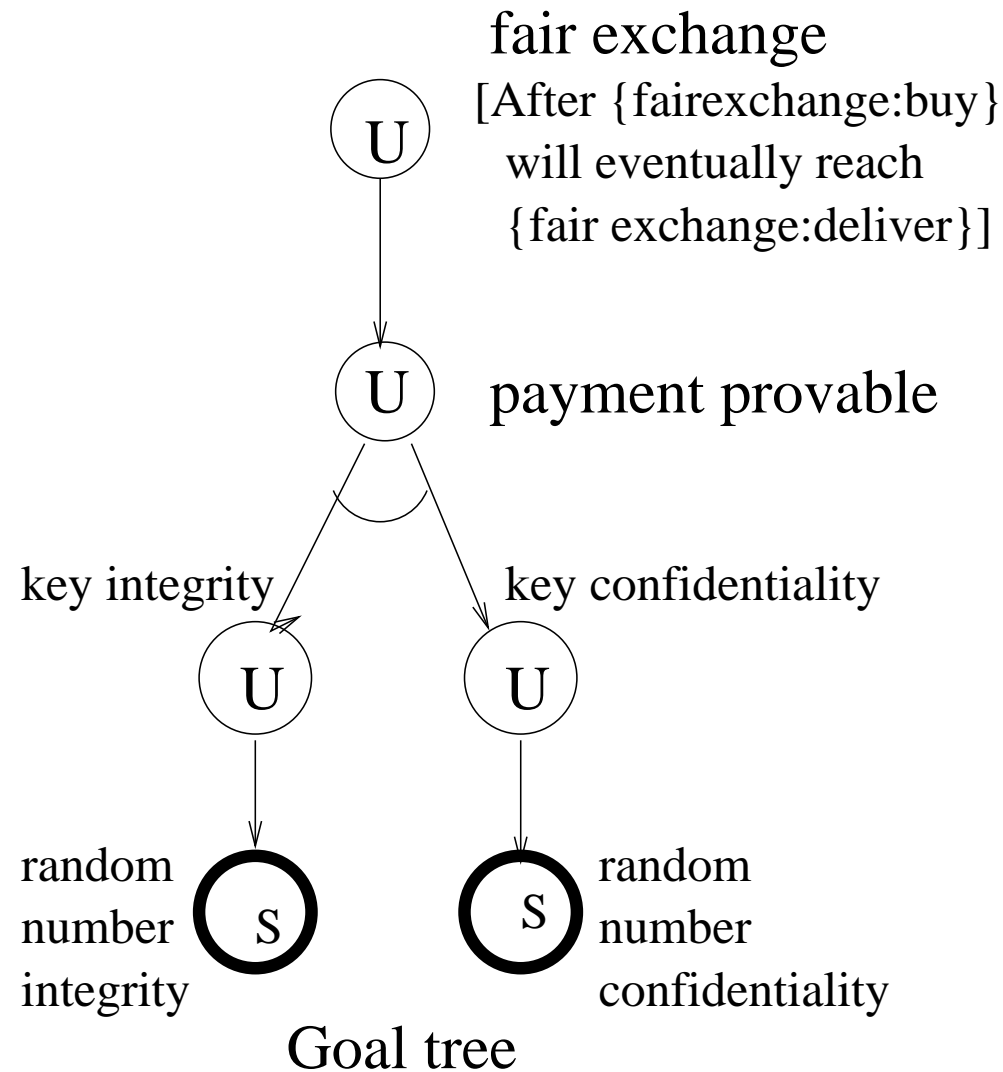 fair exchange
[After {fairexchange:buy}
U
will eventually reach
{fair exchange:deliver}]
U
payment provable
key integrity
key confidentiality
U
U
random
number
integrity
S
S
random
number
confidentiality
Goal tree